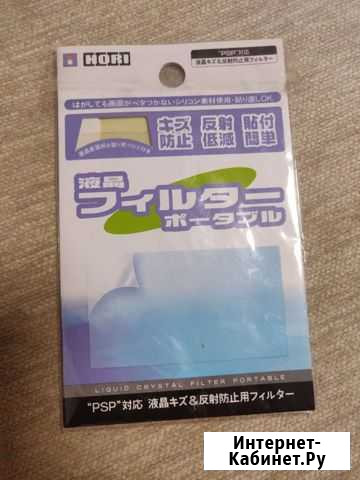 HORI
"PSP"対応
液晶キズ&反射防止用フィルター
はがしても画面がベタつかないシリコン素材使用・貼り直しOK
キズ 反射 貼付
防止 低減 簡単
液晶
フィルター
ポータブル
LIQUID CRYSTAL FILTER PORTABLE
"PSP"対応 液晶キズ&反射防止用フィルター
Интернет-
Кабинет.Ру